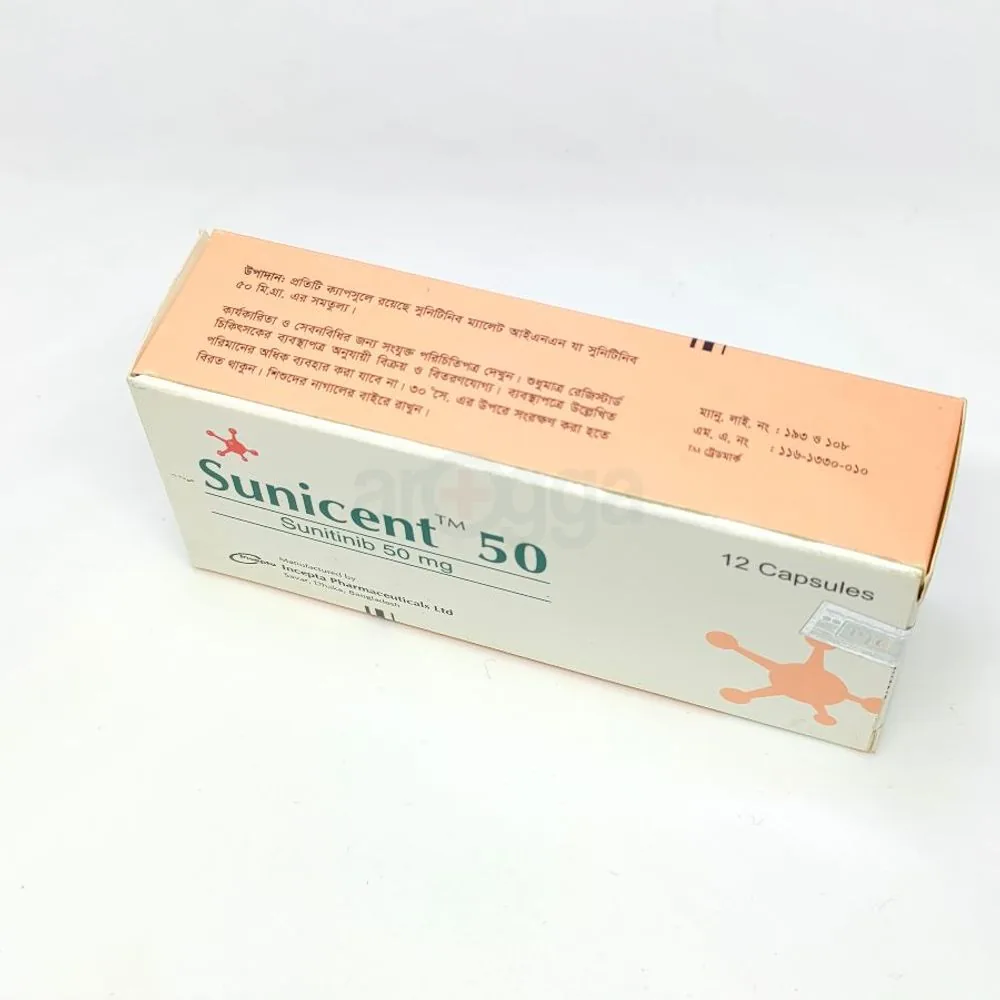 উপাদান: প্রতিটি ক্যাপসুলে রয়েছে সুনিটিনিব ম্যালেট আইএনএন যা সুনিটিনিব
৫০ মি.গ্রা. এর সমতুল্য।
কার্যকারিতা ও সেবনবিধির জন্য সংযুক্ত পরিচিতিপত্র দেখুন। শুধুমাত্র রেজিস্টার্ড
চিকিৎসকের ব্যবস্থাপত্র অনুযায়ী বিক্রয় ও বিতরণযোগ্য। ব্যবস্থাপত্রে উল্লেখিত
পরিমানের অধিক ব্যবহার করা যাবে না। ৩০ °সে. এর উপরে সংরক্ষণ করা হতে
বিরত থাকুন। শিশুদের নাগালের বাইরে রাখুন।
ম্যানু. লাই. নং : ১৯৩ ও ১০৮
এম. এ. নং : ১১৬-১৩৩০-০১০
™ ট্রেডমার্ক
arogga
Sunicent™ 50
Sunitinib 50 mg
12 Capsules
Incepta
Manufactured by
Incepta Pharmaceuticals Ltd
Savar, Dhaka, Bangladesh